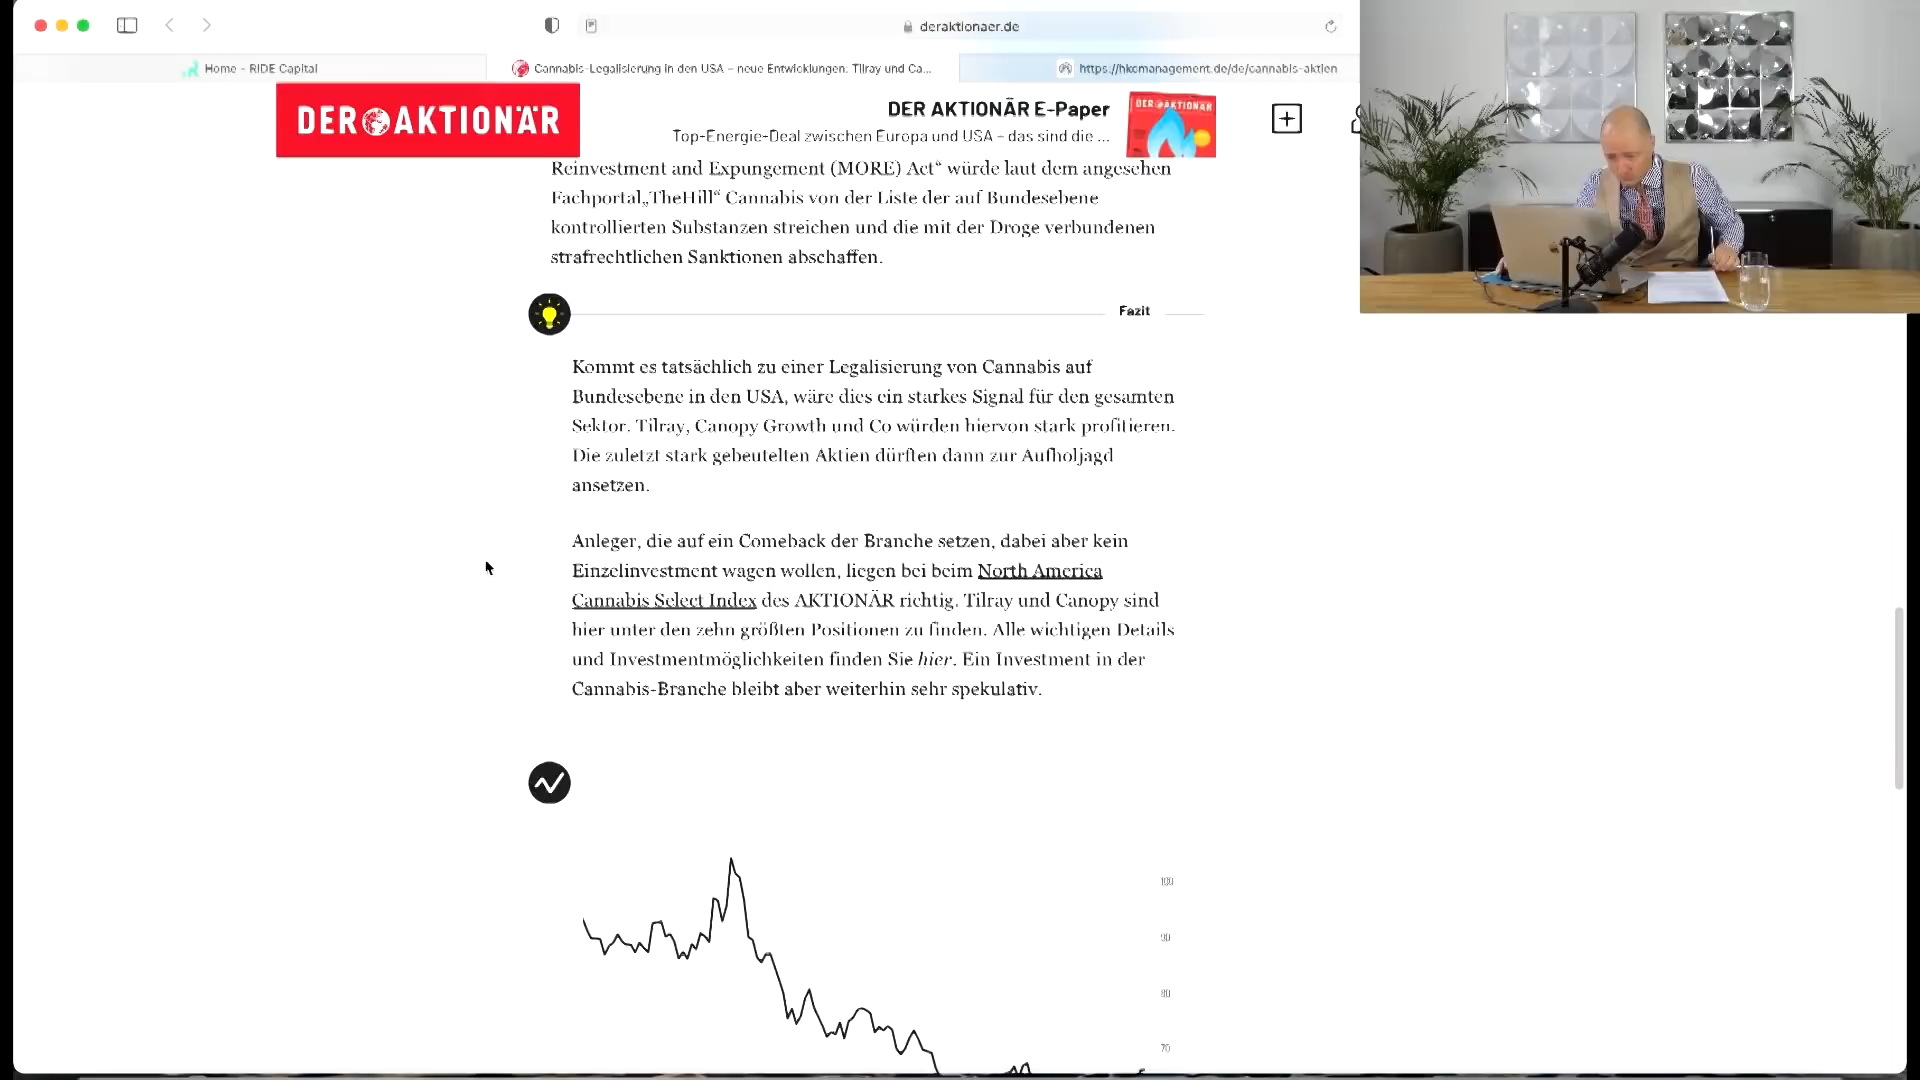 deraktionaer.de
Home - RIDE Capital
Cannabis-Legalisierung in den USA – neue Entwicklungen: Tilray und Ca...
https://hkcmanagement.de/de/cannabis-aktien
DER AKTIONÄR
DER AKTIONÄR E-Paper
Top-Energie-Deal zwischen Europa und USA – das sind die ...
DER AKTIONÄR
Reinvestment and Expungement (MORE) Act“ würde laut dem angesehen
Fachportal„TheHill“ Cannabis von der Liste der auf Bundesebene
kontrollierten Substanzen streichen und die mit der Droge verbundenen
strafrechtlichen Sanktionen abschaffen.
Fazit
Kommt es tatsächlich zu einer Legalisierung von Cannabis auf
Bundesebene in den USA, wäre dies ein starkes Signal für den gesamten
Sektor. Tilray, Canopy Growth und Co würden hiervon stark profitieren.
Die zuletzt stark gebeutelten Aktien dürften dann zur Aufholjagd
ansetzen.
Anleger, die auf ein Comeback der Branche setzen, dabei aber kein
Einzelinvestment wagen wollen, liegen bei beim North America
Cannabis Select Index des AKTIONÄR richtig. Tilray und Canopy sind
hier unter den zehn größten Positionen zu finden. Alle wichtigen Details
und Investmentmöglichkeiten finden Sie hier. Ein Investment in der
Cannabis-Branche bleibt aber weiterhin sehr spekulativ.
100
90
80
70